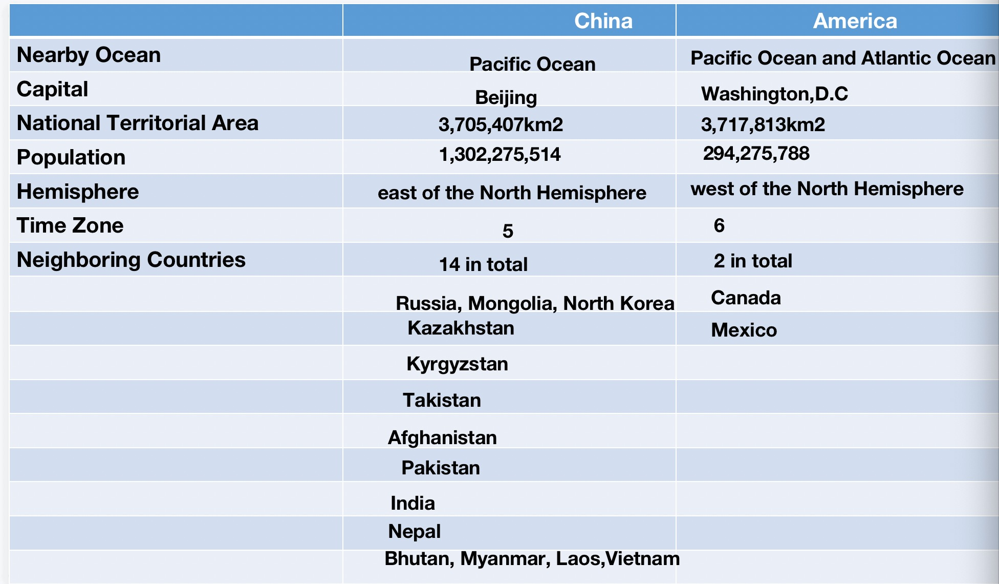 China America
Nearby Ocean Pacific Ocean Pacific Ocean and Atlantic Ocean
Capital Beijing Washington,D.C
National Territorial Area 3,705,407km2 3,717,813km2
Population 1,302,275,514 294,275,788
Hemisphere east of the North Hemisphere west of the North Hemisphere
Time Zone 5 6
Neighboring Countries 14 in total 2 in total
Russia, Mongolia, North Korea Canada
Kazakhstan Mexico
Kyrgyzstan
Takistan
Afghanistan
Pakistan
India
Nepal
Bhutan, Myanmar, Laos,Vietnam